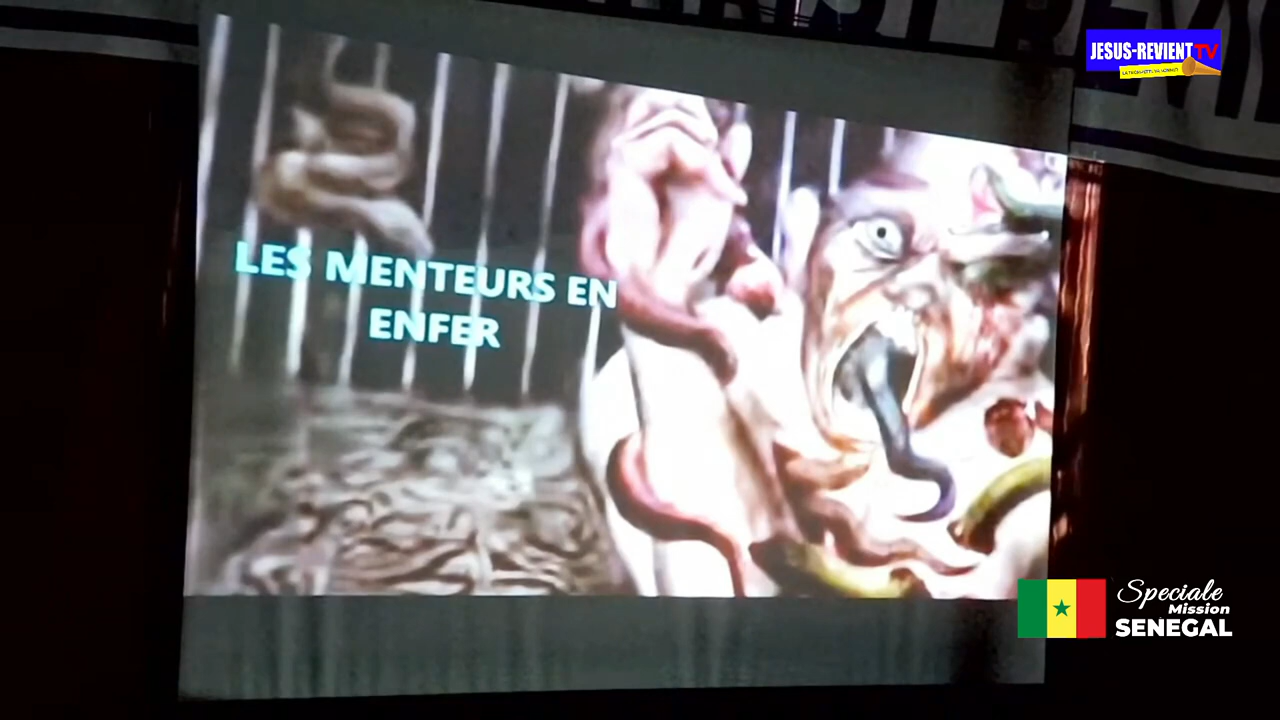 JESUS-REVIENT TV
LES MENTEURS EN
ENFER
Speciale
Mission
SENEGAL